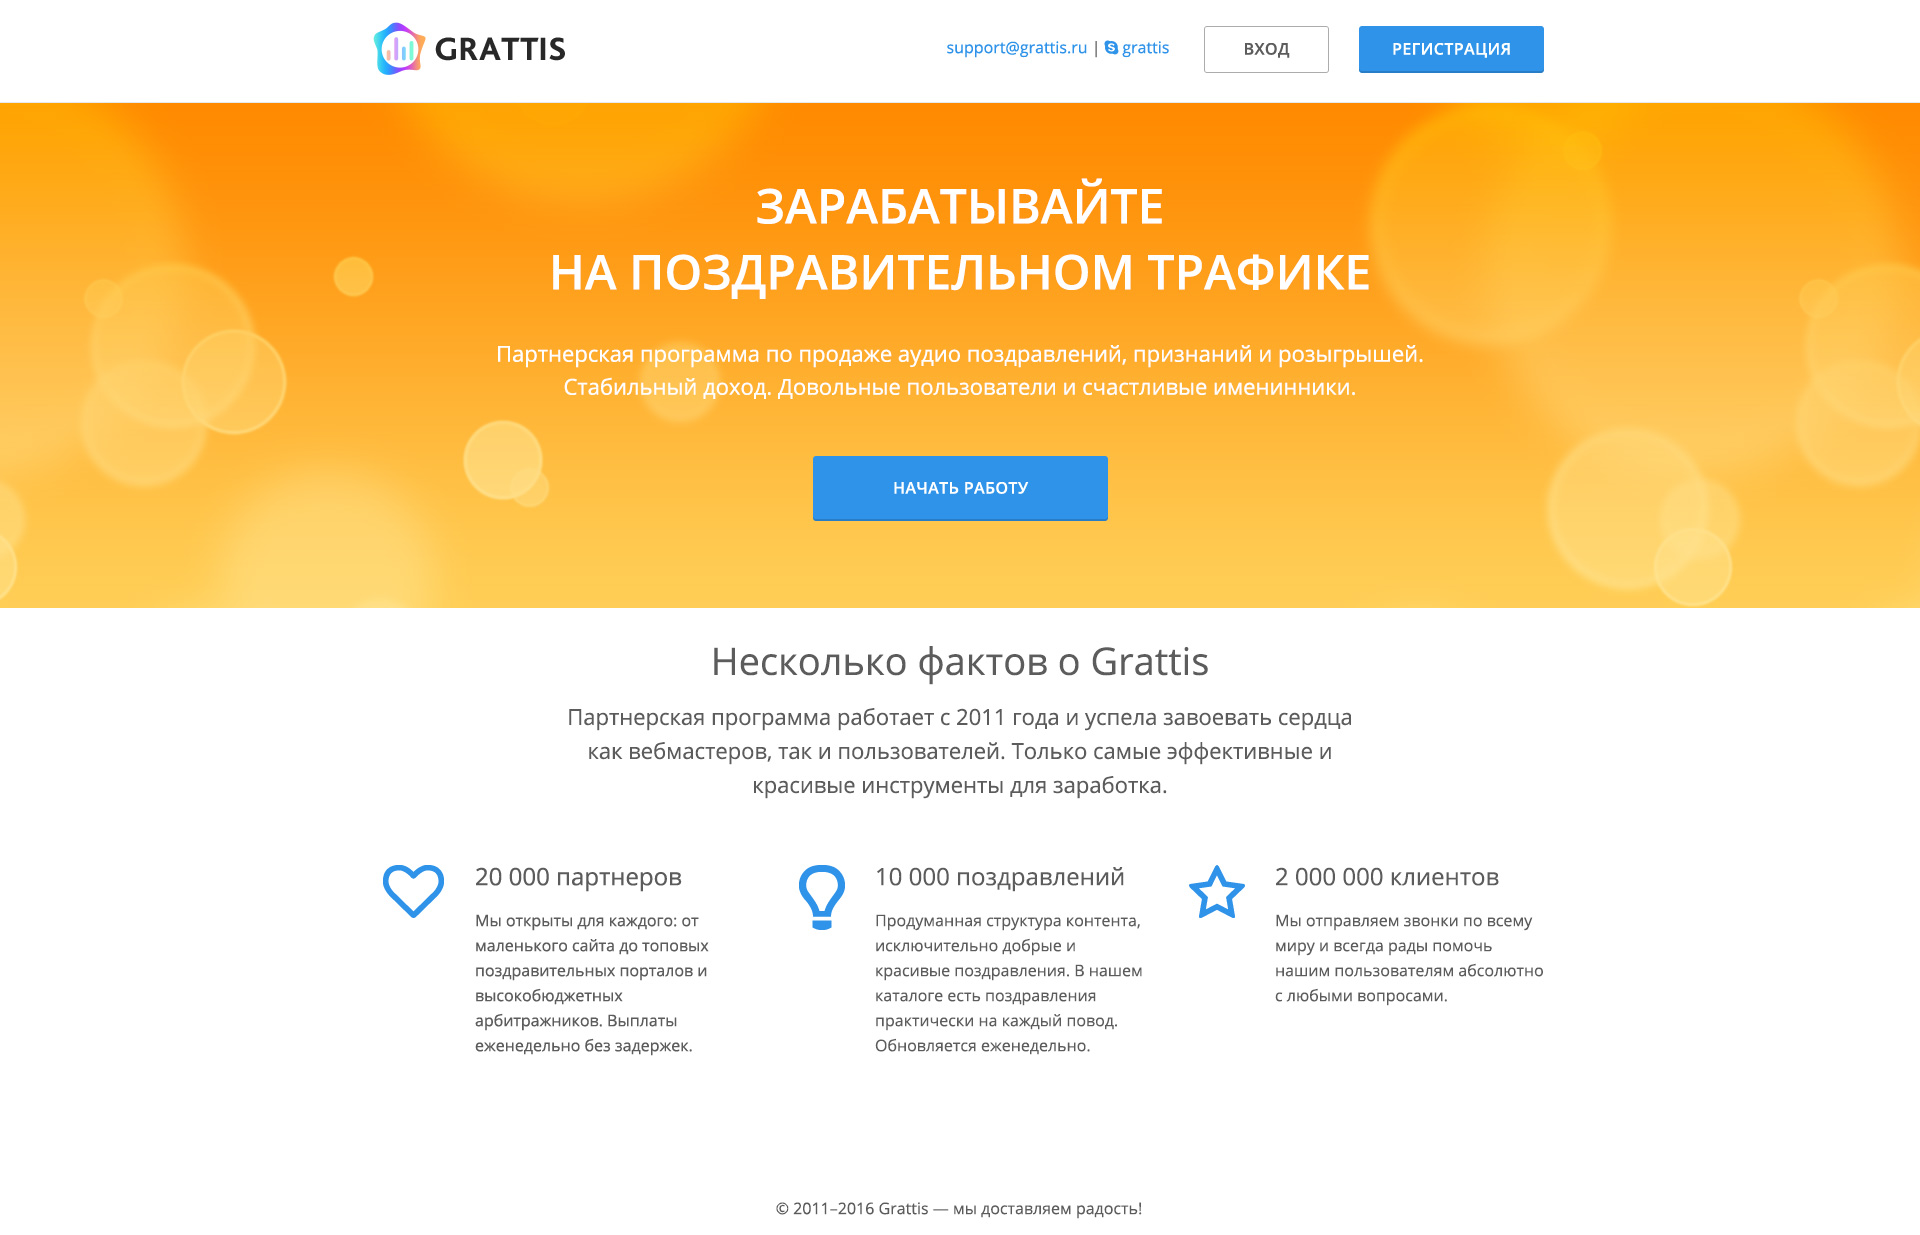 GRATTIS
support@grattis.ru | grattis
ВХОД
РЕГИСТРАЦИЯ
ЗАРАБАТЫВАЙТЕ
НА ПОЗДРАВИТЕЛЬНОМ ТРАФИКЕ
Партнерская программа по продаже аудио поздравлений, признаний и розыгрышей.
Стабильный доход. Довольные пользователи и счастливые именинники.
НАЧАТЬ РАБОТУ
Несколько фактов о Grattis
Партнерская программа работает с 2011 года и успела завоевать сердца
как вебмастеров, так и пользователей. Только самые эффективные и
красивые инструменты для заработка.
20 000 партнеров
Мы открыты для каждого: от
маленького сайта до топовых
поздравительных порталов и
высокобюджетных
арбитражников. Выплаты
еженедельно без задержек.
10 000 поздравлений
Продуманная структура контента,
исключительно добрые и
красивые поздравления. В нашем
каталоге есть поздравления
практически на каждый повод.
Обновляется еженедельно.
2 000 000 клиентов
Мы отправляем звонки по всему
миру и всегда рады помочь
нашим пользователям абсолютно
с любыми вопросами.
© 2011–2016 Grattis — мы доставляем радость!